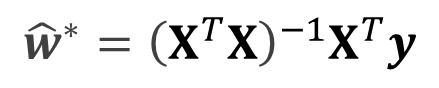 ŵ* = (XᵀX)⁻¹Xᵀy